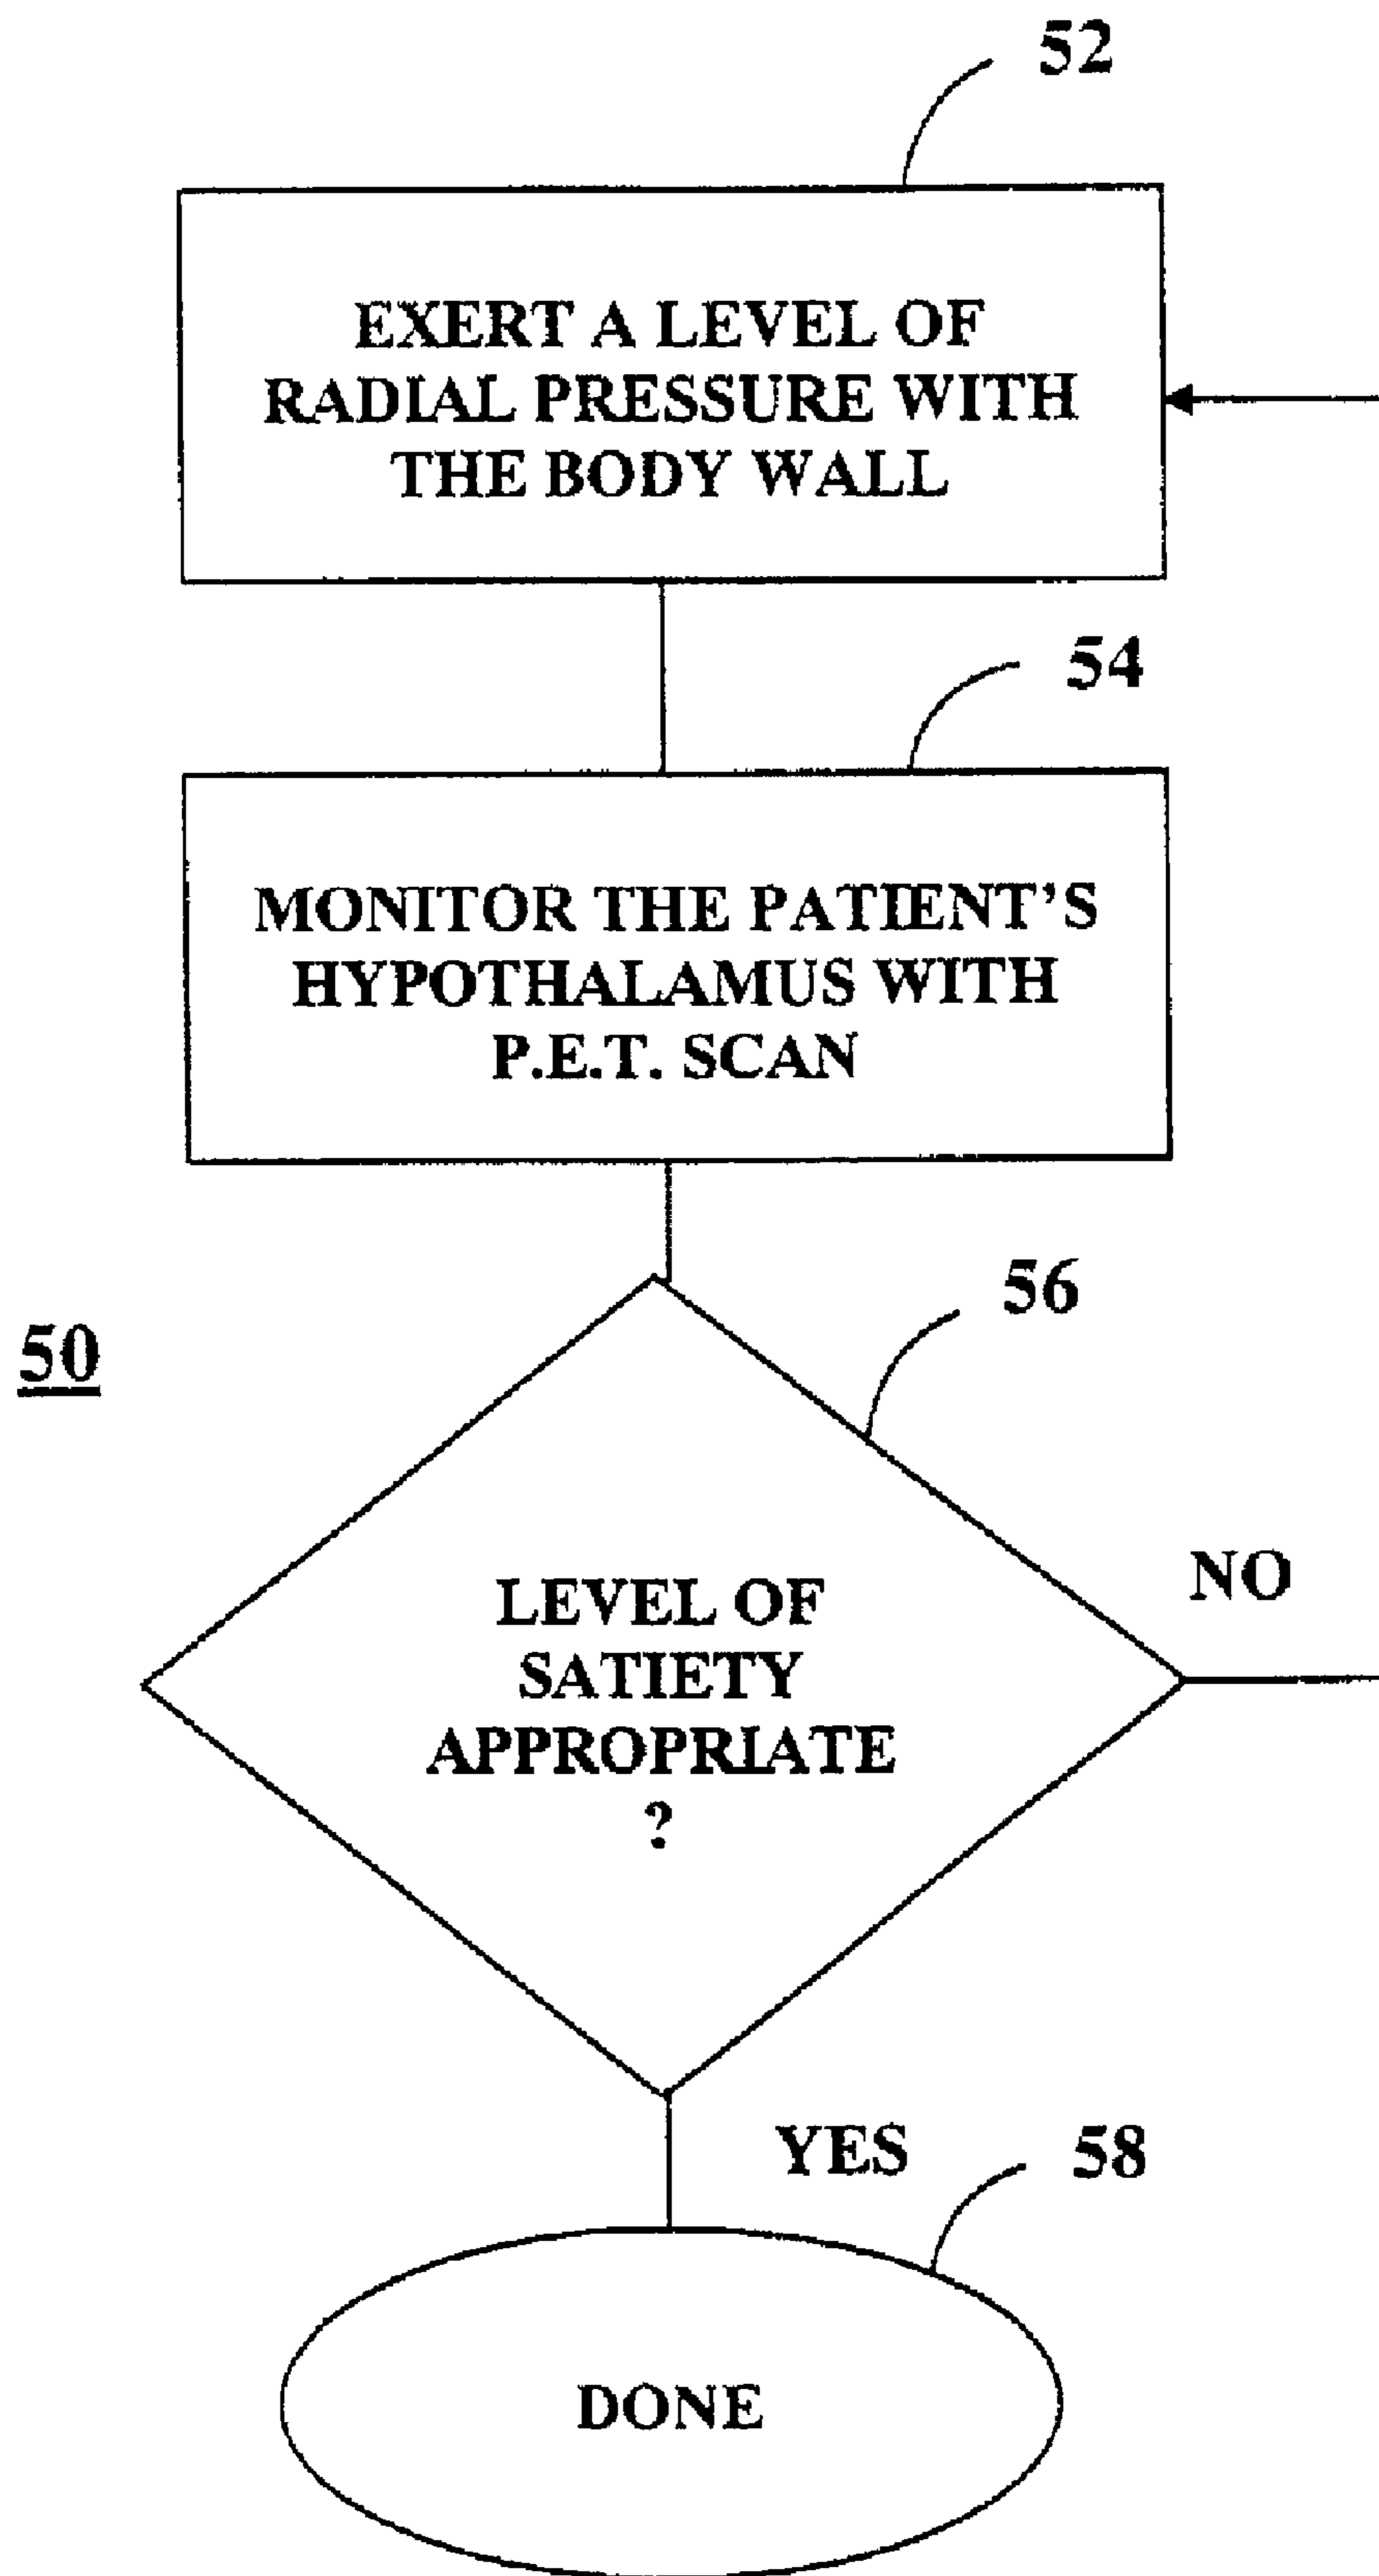 52
EXERT A LEVEL OF
RADIAL PRESSURE WITH
THE BODY WALL
54
MONITOR THE PATIENT'S
HYPOTHALAMUS WITH
P.E.T. SCAN
56
50
LEVEL OF
SATIETY
APPROPRIATE
?
NO
YES
58
DONE